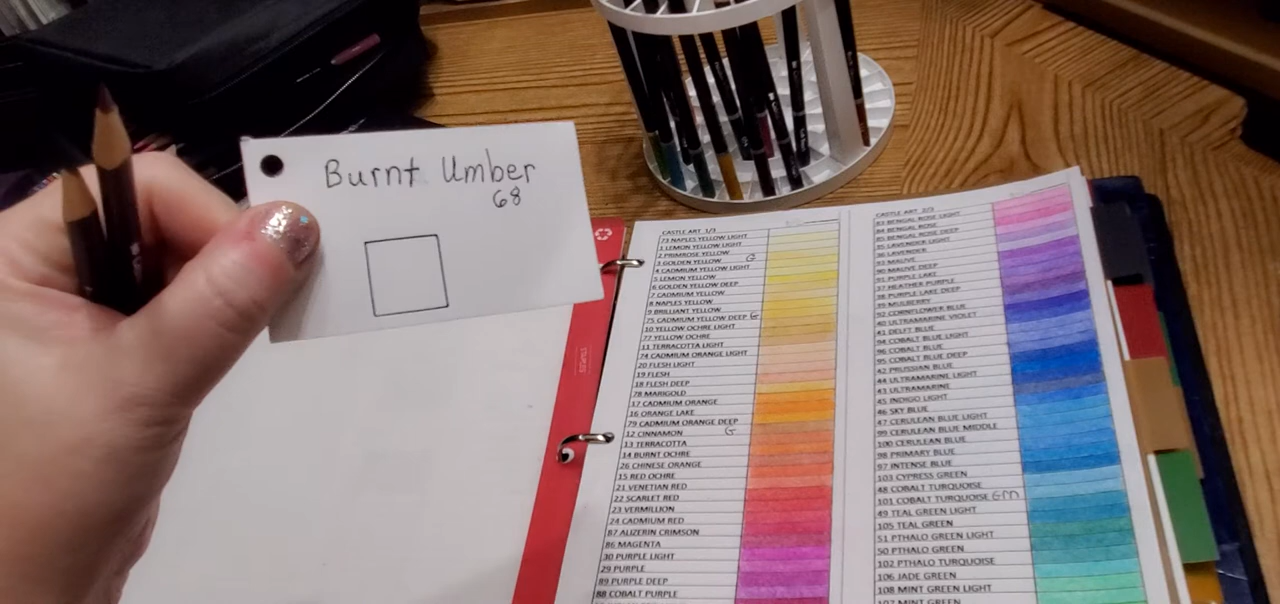 Burnt Umber
68
CASTLE ART 1/3
73 NAPLES YELLOW LIGHT
1 LEMON YELLOW LIGHT
2 PRIMROSE YELLOW
3 GOLDEN YELLOW G
4 CADMIUM YELLOW LIGHT
5 LEMON YELLOW
6 GOLDEN YELLOW DEEP
7 CADMIUM YELLOW
8 NAPLES YELLOW
9 BRILLIANT YELLOW
75 CADMIUM YELLOW DEEP G
10 YELLOW OCHRE LIGHT
77 YELLOW OCHRE
11 TERRACOTTA LIGHT
74 CADMIUM ORANGE LIGHT
20 FLESH LIGHT
19 FLESH
18 FLESH DEEP
78 MARIGOLD
17 CADMIUM ORANGE
16 ORANGE LAKE
79 CADMIUM ORANGE DEEP
12 CINNAMON G
13 TERRACOTTA
14 BURNT OCHRE
26 CHINESE ORANGE
15 RED OCHRE
21 VENETIAN RED
22 SCARLET RED
23 VERMILLION
24 CADMIUM RED
87 ALIZERIN CRIMSON
86 MAGENTA
30 PURPLE LIGHT
29 PURPLE
89 PURPLE DEEP
88 COBALT PURPLE
CASTLE ART 2/3
83 BENGAL ROSE LIGHT
84 BENGAL ROSE
85 BENGAL ROSE DEEP
35 LAVENDER LIGHT
36 LAVENDER
92 MAUVE
90 MAUVE DEEP
91 PURPLE LAKE
37 HEATHER PURPLE
38 PURPLE LAKE DEEP
39 MULBERRY
92 CORNFLOWER BLUE
40 ULTRAMARINE VIOLET
41 DELFT BLUE
94 COBALT BLUE LIGHT
96 COBALT BLUE
95 COBALT BLUE DEEP
42 PRUSSIAN BLUE
44 ULTRAMARINE LIGHT
43 ULTRAMARINE
45 INDIGO LIGHT
46 SKY BLUE
47 CERULEAN BLUE LIGHT
99 CERULEAN BLUE MIDDLE
100 CERULEAN BLUE
98 PRIMARY BLUE
97 INTENSE BLUE
103 CYPRESS GREEN
48 COBALT TURQUOISE
101 COBALT TURQUOISE GM
49 TEAL GREEN LIGHT
105 TEAL GREEN
51 PTHALO GREEN LIGHT
50 PTHALO GREEN
102 PTHALO TURQUOISE
106 JADE GREEN
108 MINT GREEN LIGHT
107 MINT GREEN